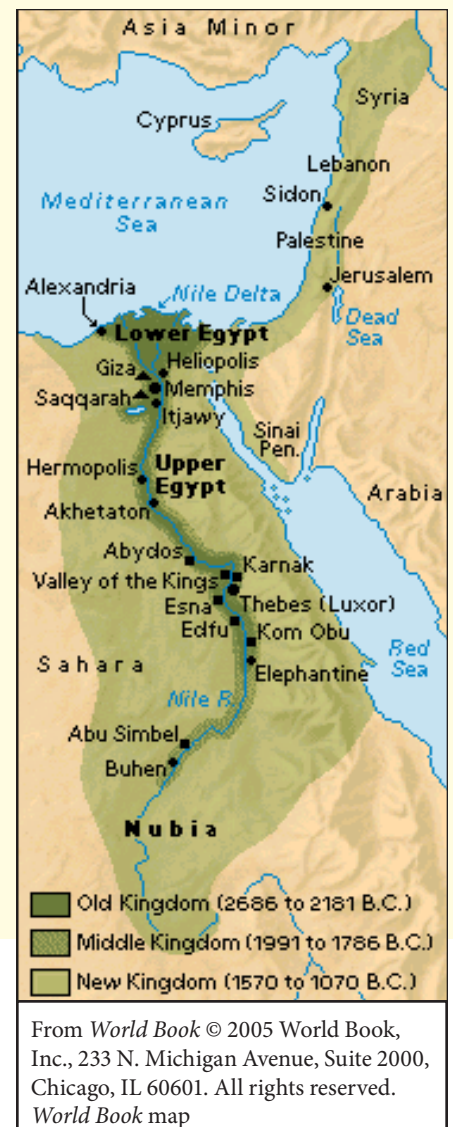 Asia Minor
Syria
Cyprus
Lebanon
Mediterranean
Sea
Sidon
Palestine
Jerusalem
Alexandria
Nile Delta
Dead
Sea
Lower Egypt
Giza
Heliopolis
Memphis
Saqqarah
Itjawy
Sinai
Pen.
Hermopolis
Upper
Egypt
Arabia
Akhetaton
Abydos
Karnak
Valley of the Kings
Thebes (Luxor)
Esna
Edfu
Kom Obu
Red
Sea
Sahara
Elephantine
Nile R.
Abu Simbel
Buhen
Nubia
Old Kingdom (2686 to 2181 B.C.)
Middle Kingdom (1991 to 1786 B.C.)
New Kingdom (1570 to 1070 B.C.)
From World Book © 2005 World Book,
Inc., 233 N. Michigan Avenue, Suite 2000,
Chicago, IL 60601. All rights reserved.
World Book map